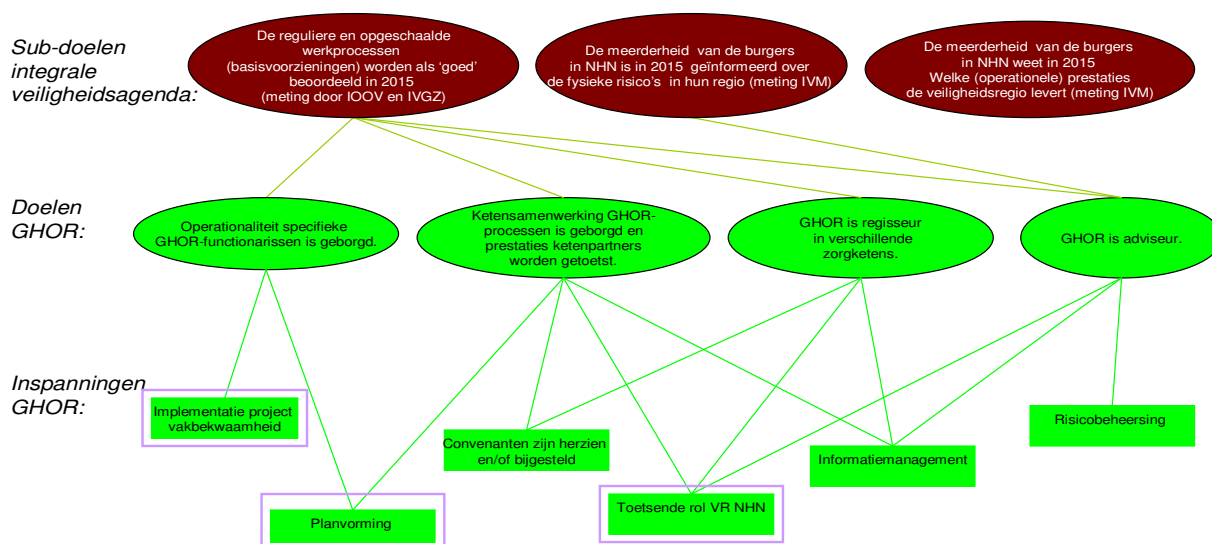 Sub-doelen
integrale
veiligheidsagenda:
De reguliere en opgeschaalde
werkprocessen
(basisvoorzieningen) worden als ‘goed’
beoordeeld in 2015
(meting door IOOV en IVGZ)
De meerderheid van de burgers
in NHN is in 2015 geïnformeerd over
de fysieke risico’s in hun regio (meting IVM)
De meerderheid van de burgers
in NHN weet in 2015
Welke (operationele) prestaties
de veiligheidsregio levert (meting IVM)
Doelen
GHOR:
Operationaliteit specifieke
GHOR-functionarissen is geborgd.
Ketensamenwerking GHOR-
processen is geborgd en
prestaties ketenpartners
worden getoetst.
GHOR is regisseur
in verschillende
zorgketens.
GHOR is adviseur.
Inspanningen
GHOR:
Implementatie project
vakbekwaamheid
Convenanten zijn herzien
en/of bijgesteld
Informatiemanagement
Risicobeheersing
Planvorming
Toetsende rol VR NHN